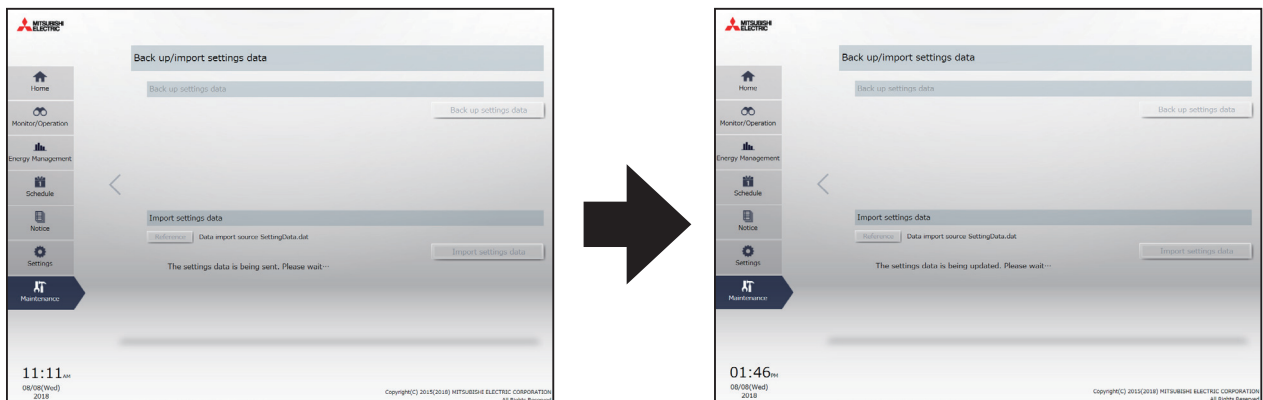 MITSUBISHI
ELECTRIC
Back up/import settings data
Home
Back up settings data
Back up settings data
Monitor/Operation
Energy Management
Schedule
Import settings data
Notice
Reference Data import source SettingData.dat
Import settings data
Settings
The settings data is being sent. Please wait…
Maintenance
11:11AM
08/08(Wed)
2018
Copyright(C) 2015(2018) MITSUBISHI ELECTRIC CORPORATION
All Rights Reserved
MITSUBISHI
ELECTRIC
Back up/import settings data
Home
Back up settings data
Back up settings data
Monitor/Operation
Energy Management
Schedule
Import settings data
Notice
Reference Data import source SettingData.dat
Import settings data
Settings
The settings data is being updated. Please wait…
Maintenance
01:46PM
08/08(Wed)
2018
Copyright(C) 2015(2018) MITSUBISHI ELECTRIC CORPORATION
All Rights Reserved